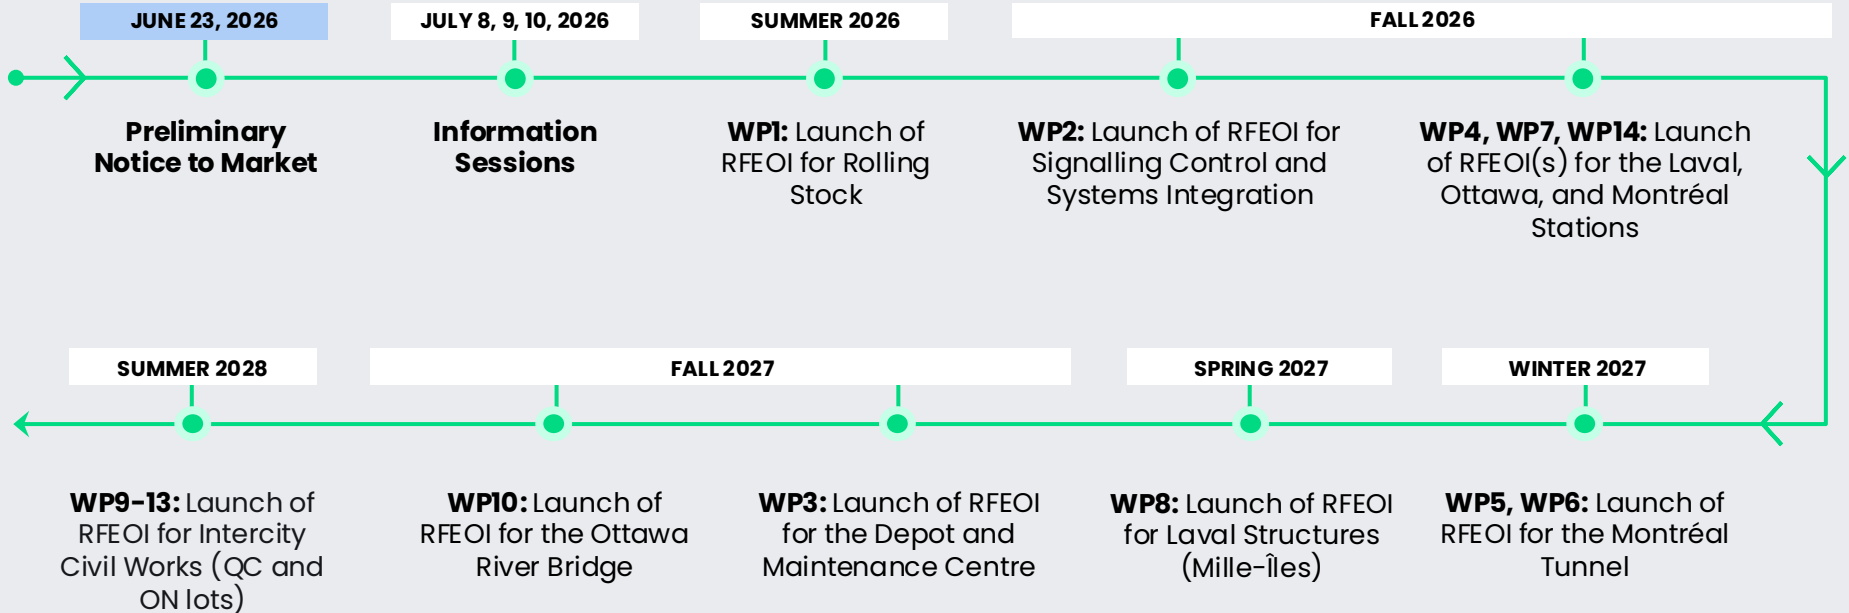 JUNE 23, 2026
JULY 8, 9, 10, 2026
SUMMER 2026
FALL 2026
Preliminary
Notice to Market
Information
Sessions
WP1: Launch of
RFEOI for Rolling
Stock
WP2: Launch of RFEOI for
Signalling Control and
Systems Integration
WP4, WP7, WP14: Launch
of RFEOI(s) for the Laval,
Ottawa, and Montréal
Stations
SUMMER 2028
FALL 2027
SPRING 2027
WINTER 2027
WP9-13: Launch of
RFEOI for Intercity
Civil Works (QC and
ON lots)
WP10: Launch of
RFEOI for the Ottawa
River Bridge
WP3: Launch of RFEOI
for the Depot and
Maintenance Centre
WP8: Launch of RFEOI
for Laval Structures
(Mille-Îles)
WP5, WP6: Launch of
RFEOI for the Montréal
Tunnel